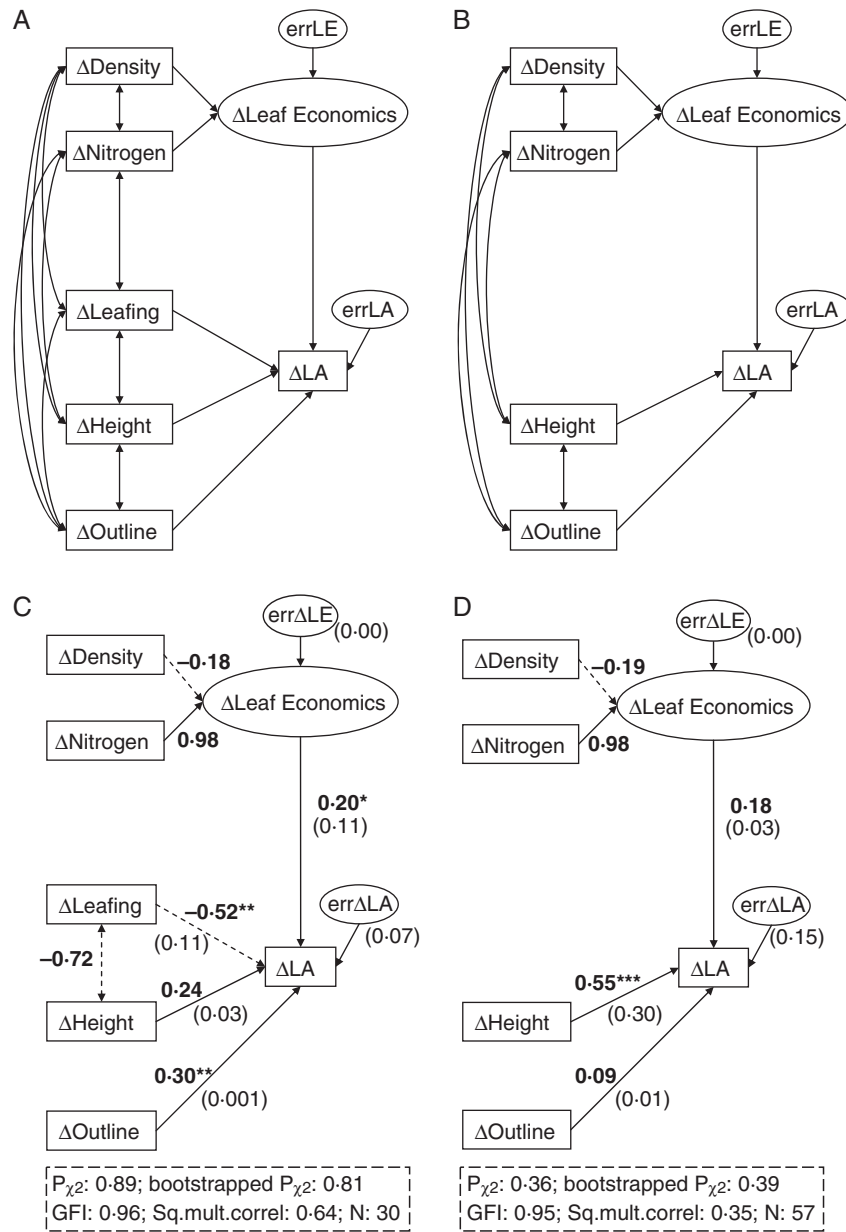 A
errLE
ΔDensity
ΔLeaf Economics
ΔNitrogen
ΔLeafing
errLA
ΔLA
ΔHeight
ΔOutline
B
errLE
ΔDensity
ΔLeaf Economics
ΔNitrogen
errLA
ΔLA
ΔHeight
ΔOutline
C
errΔLE
(0·00)
ΔDensity
–0·18
ΔLeaf Economics
ΔNitrogen
0·98
0·20*
(0·11)
ΔLeafing
–0·52**
(0·11)
errΔLA
(0·07)
–0·72
ΔLA
0·24
(0·03)
ΔHeight
0·30**
(0·001)
ΔOutline
Pχ2: 0·89; bootstrapped Pχ2: 0·81
GFI: 0·96; Sq.mult.correl: 0·64; N: 30
D
errΔLE
(0·00)
ΔDensity
–0·19
ΔLeaf Economics
ΔNitrogen
0·98
0·18
(0·03)
errΔLA
(0·15)
ΔLA
0·55***
(0·30)
ΔHeight
0·09
(0·01)
ΔOutline
Pχ2: 0·36; bootstrapped Pχ2: 0·39
GFI: 0·95; Sq.mult.correl: 0·35; N: 57